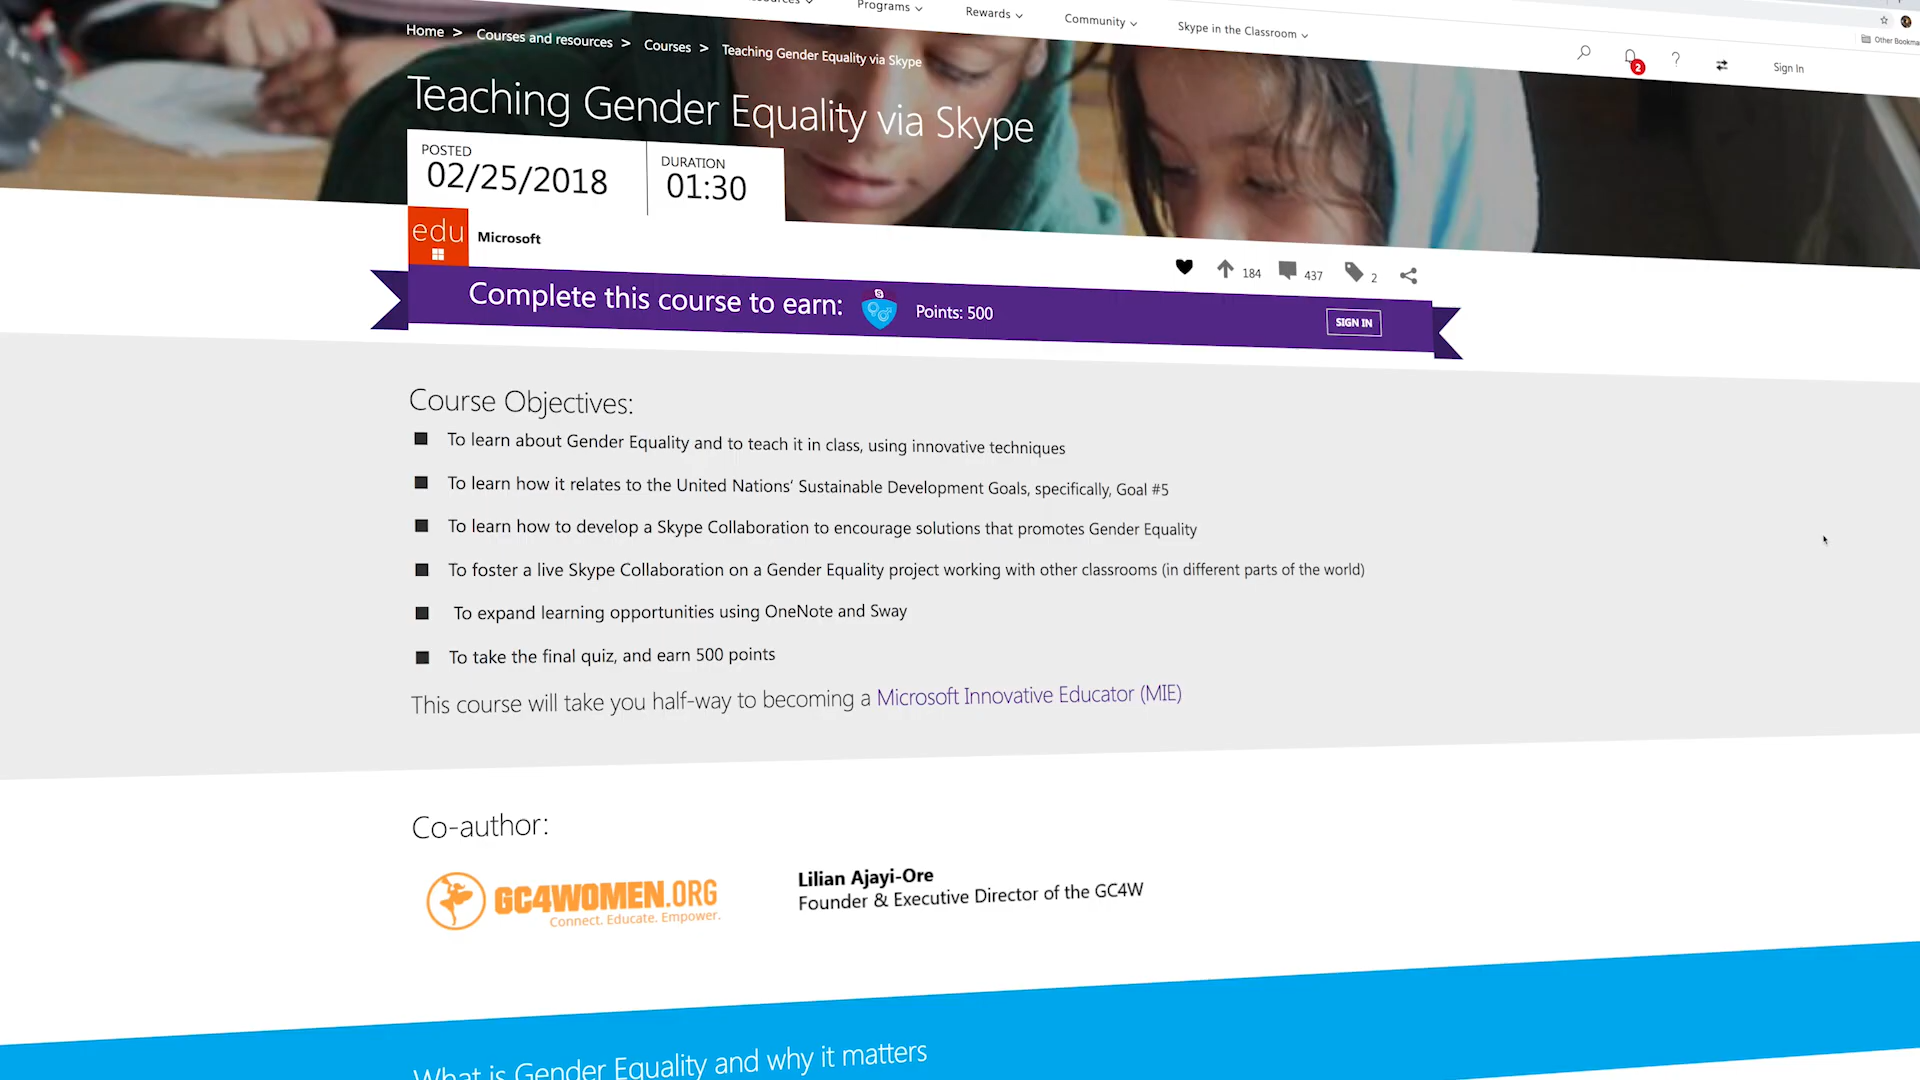 Programs
Rewards
Community
Skype in the Classroom
Other Bookma
Home > Courses and resources > Courses > Teaching Gender Equality via Skype
2
Sign In
Teaching Gender Equality via Skype
POSTED
02/25/2018
DURATION
01:30
edu
Microsoft
184
437
2
Complete this course to earn:
S
Points: 500
SIGN IN
Course Objectives:
To learn about Gender Equality and to teach it in class, using innovative techniques
To learn how it relates to the United Nations' Sustainable Development Goals, specifically, Goal #5
To learn how to develop a Skype Collaboration to encourage solutions that promotes Gender Equality
To foster a live Skype Collaboration on a Gender Equality project working with other classrooms (in different parts of the world)
To expand learning opportunities using OneNote and Sway
To take the final quiz, and earn 500 points
This course will take you half-way to becoming a Microsoft Innovative Educator (MIE)
Co-author:
GC4WOMEN.ORG
Connect. Educate. Empower.
Lilian Ajayi-Ore
Founder & Executive Director of the GC4W
What is Gender Equality and why it matters